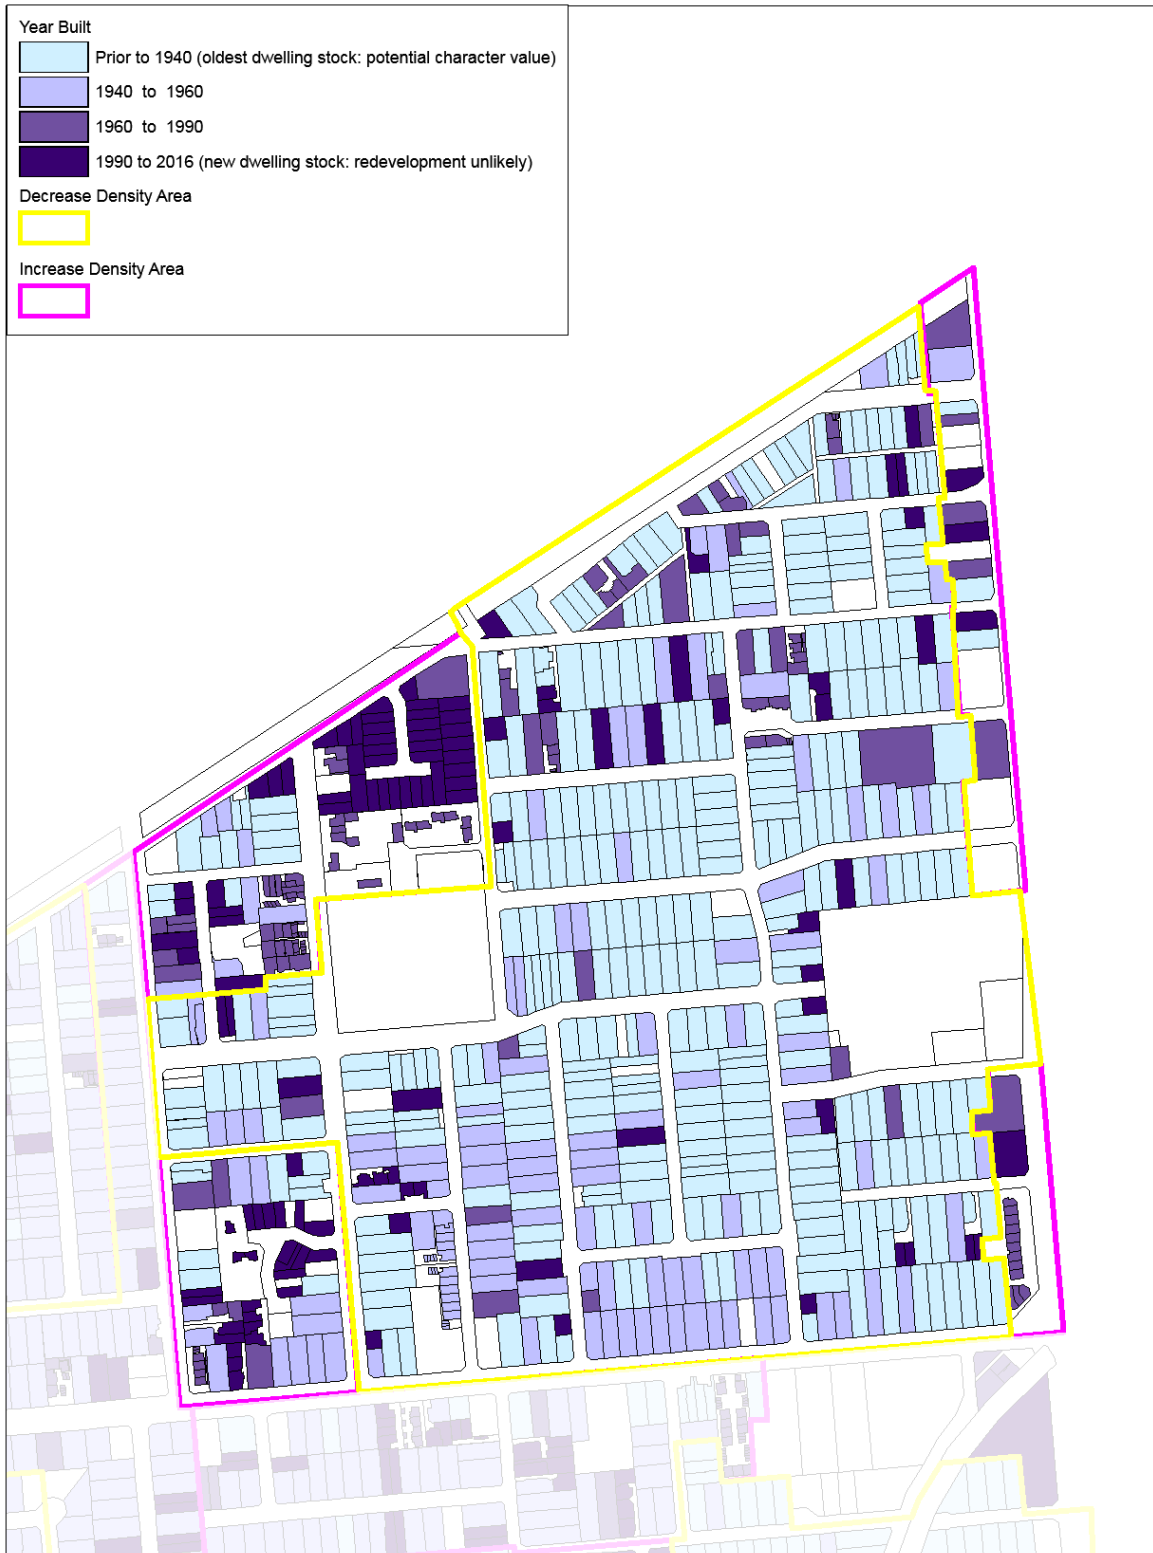 Year Built
Prior to 1940 (oldest dwelling stock: potential character value)
1940 to 1960
1960 to 1990
1990 to 2016 (new dwelling stock: redevelopment unlikely)
Decrease Density Area
Increase Density Area